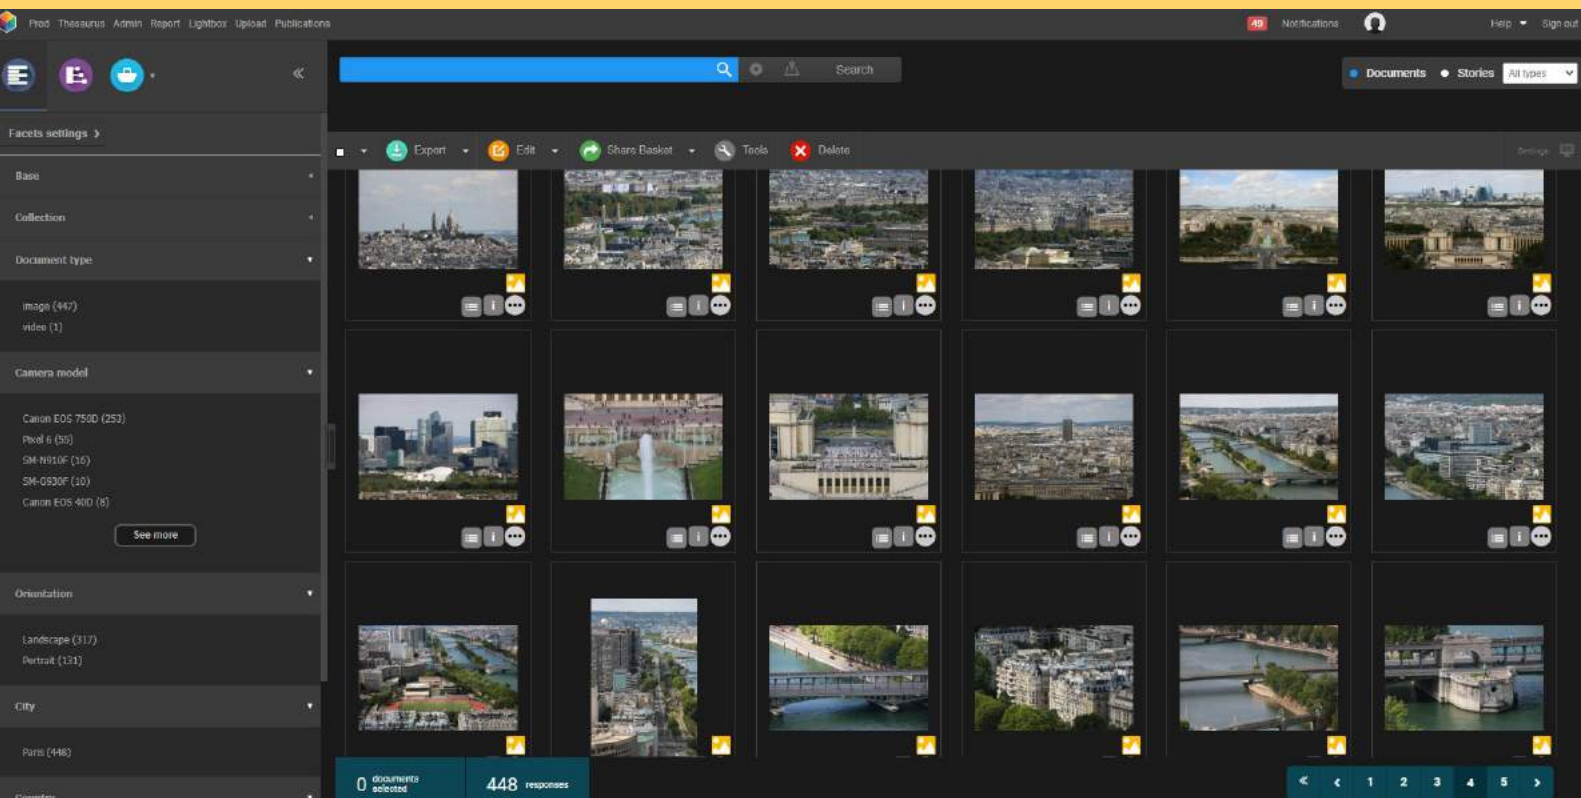 Prod Thesaurus Admin Report Lightbox Upload Publications
49 Notifications
Help Sign out
Search
Documents Stories All types
Facets settings
Export Edit Share Basket Tools Delete
Base
Collection
Document type
image (447)
video (1)
Camera model
Canon EOS 750D (253)
Pixel 6 (55)
SM-N910F (16)
SM-G930F (10)
Canon EOS 40D (8)
See more
Orientation
Landscape (317)
Portrait (131)
City
Paris (448)
Country
0 documents selected
448 responses
1 2 3 4 5